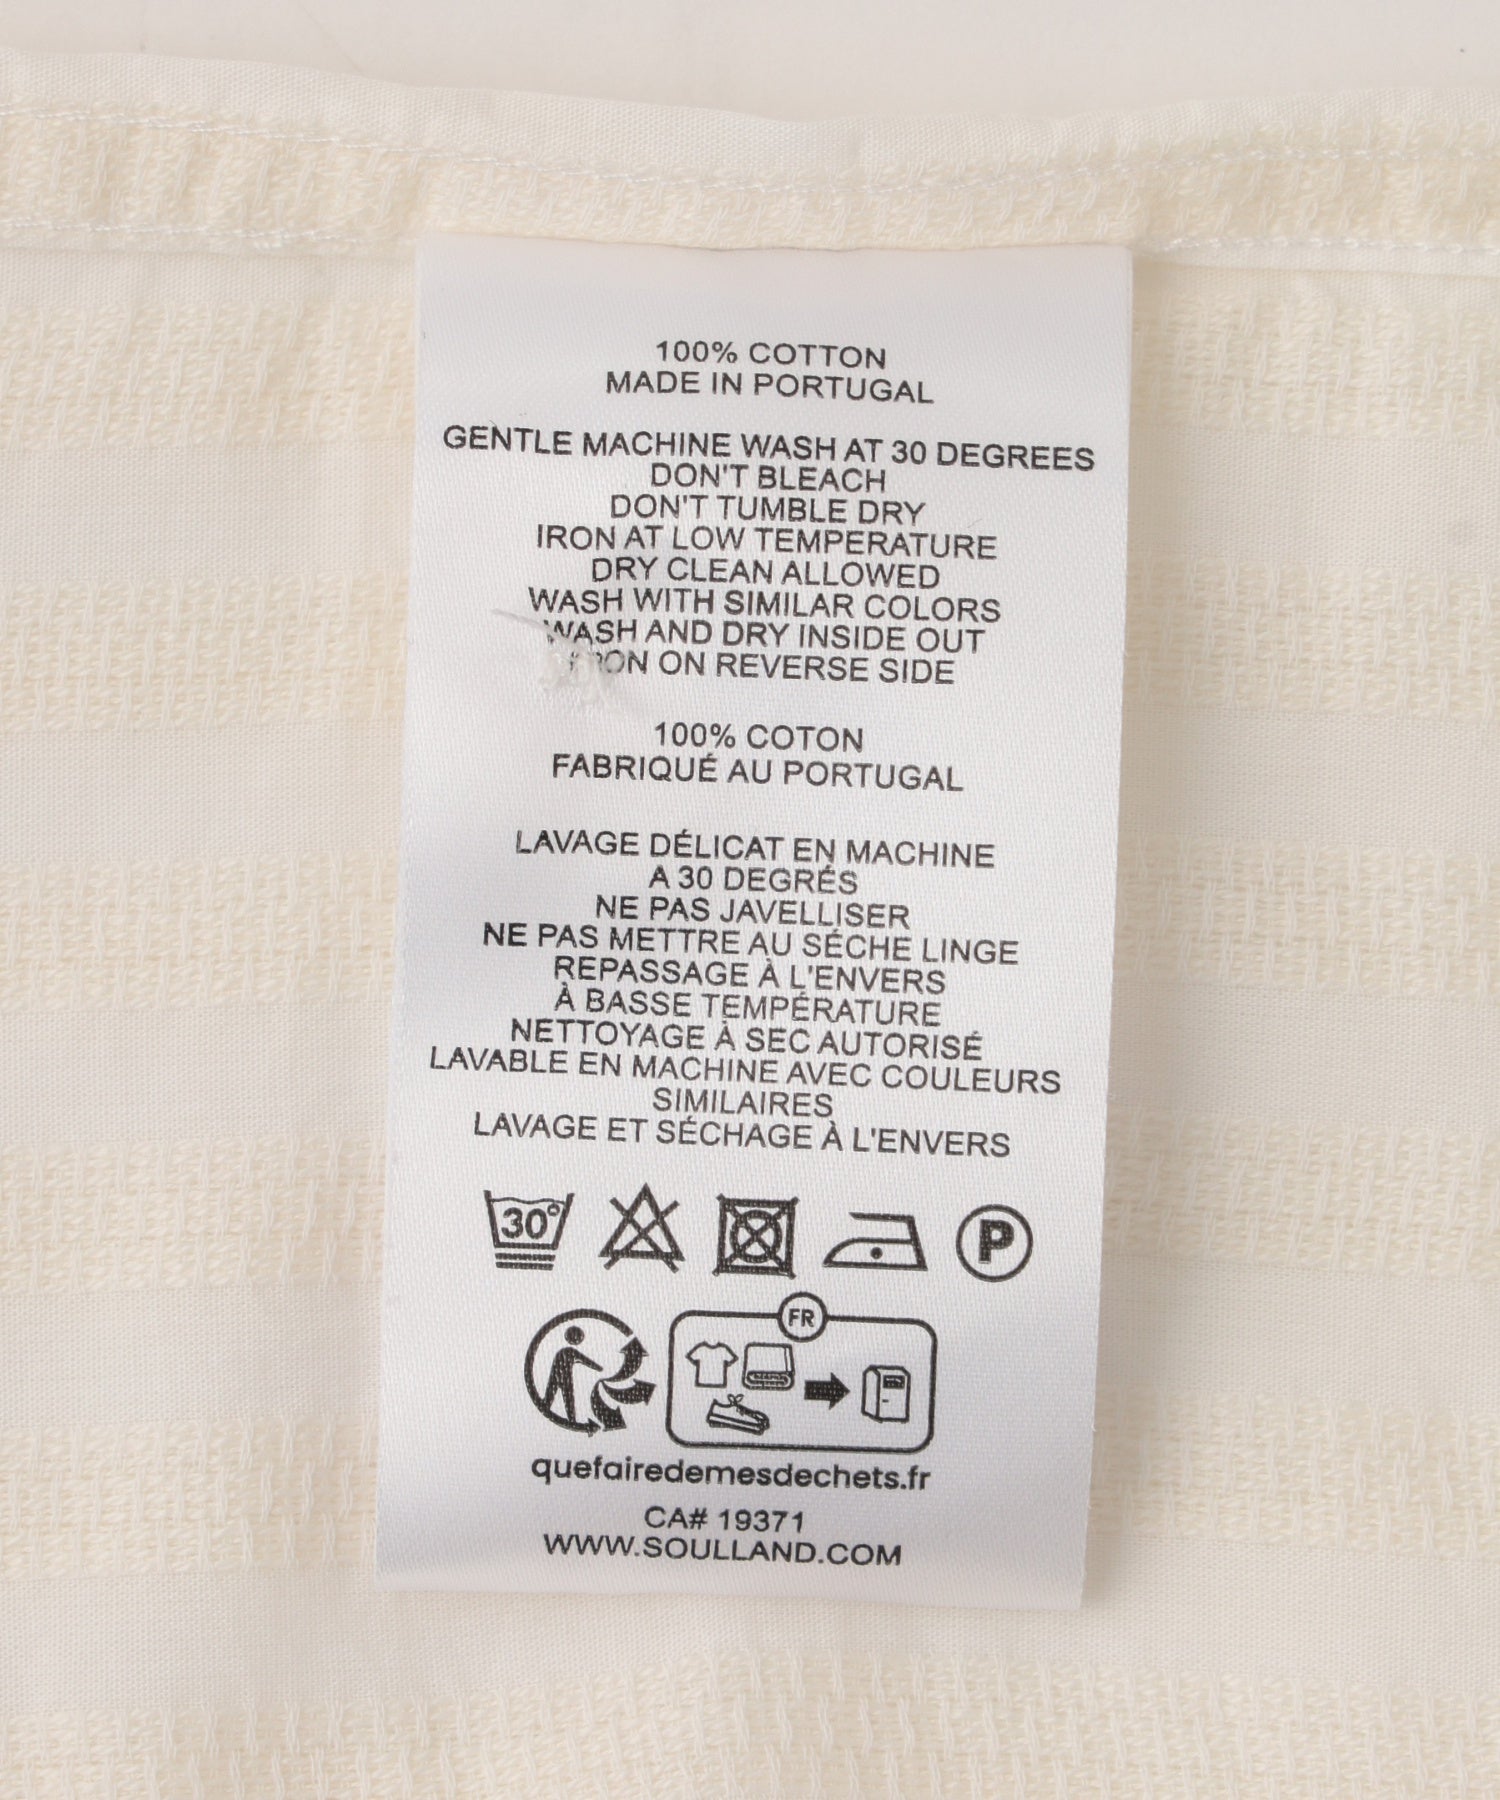 100% COTTON
MADE IN PORTUGAL
GENTLE MACHINE WASH AT 30 DEGREES
DON'T BLEACH
DON'T TUMBLE DRY
IRON AT LOW TEMPERATURE
DRY CLEAN ALLOWED
WASH WITH SIMILAR COLORS
WASH AND DRY INSIDE OUT
IRON ON REVERSE SIDE
100% COTON
FABRIQUÉ AU PORTUGAL
LAVAGE DÉLICAT EN MACHINE
A 30 DEGRÉS
NE PAS JAVELLISER
NE PAS METTRE AU SÉCHE LINGE
REPASSAGE À L'ENVERS
À BASSE TEMPÉRATURE
NETTOYAGE À SEC AUTORISÉ
LAVABLE EN MACHINE AVEC COULEURS
SIMILAIRES
LAVAGE ET SÉCHAGE À L'ENVERS
30° P
FR
quefairedemesdechets.fr
CA# 19371
WWW.SOULLAND.COM